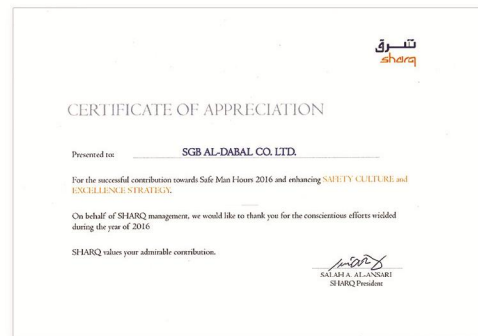 شرق
sharq
CERTIFICATE OF APPRECIATION
Presented to: SGB AL-DABAL CO. LTD.
For the successful contribution towards Safe Man Hours 2016 and enhancing SAFETY CULTURE and
EXCELLENCE STRATEGY.
On behalf of SHARQ management, we would like to thank you for the conscientious efforts wielded
during the year of 2016
SHARQ values your admirable contribution.
SALAH A. AL-ANSARI
SHARQ President